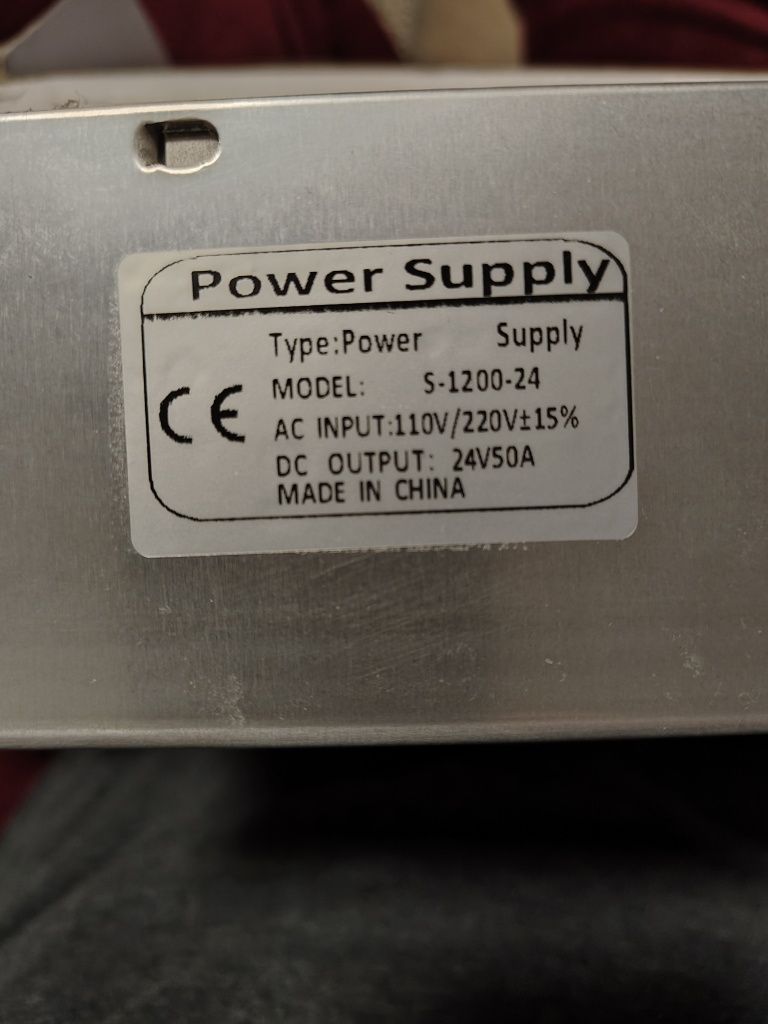 Power Supply
Type:Power Supply
MODEL: S-1200-24
CE AC INPUT:110V/220V±15%
DC OUTPUT: 24V50A
MADE IN CHINA